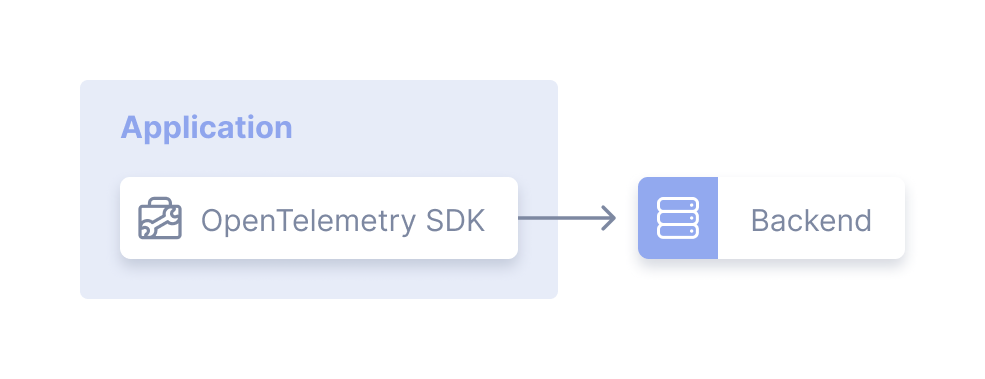 Application
OpenTelemetry SDK
Backend